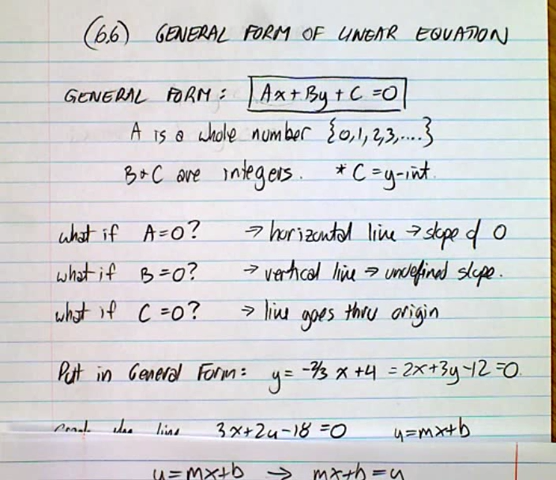 (6.6) GENERAL FORM OF LINEAR EQUATION
GENERAL FORM: Ax + By + C = 0
A is a whole number {0,1,2,3,....}
B + C are integers. * C = y-int.
what if A=0? → horizontal line → slope of 0
what if B=0? → vertical line → undefined slope.
what if C=0? → line goes thru origin
Put in General Form: y = -2/3 x + 4 = 2x+3y-12=0.
the line 3x+2y-18=0 y=mx+b
y=mx+b → mx+b=y